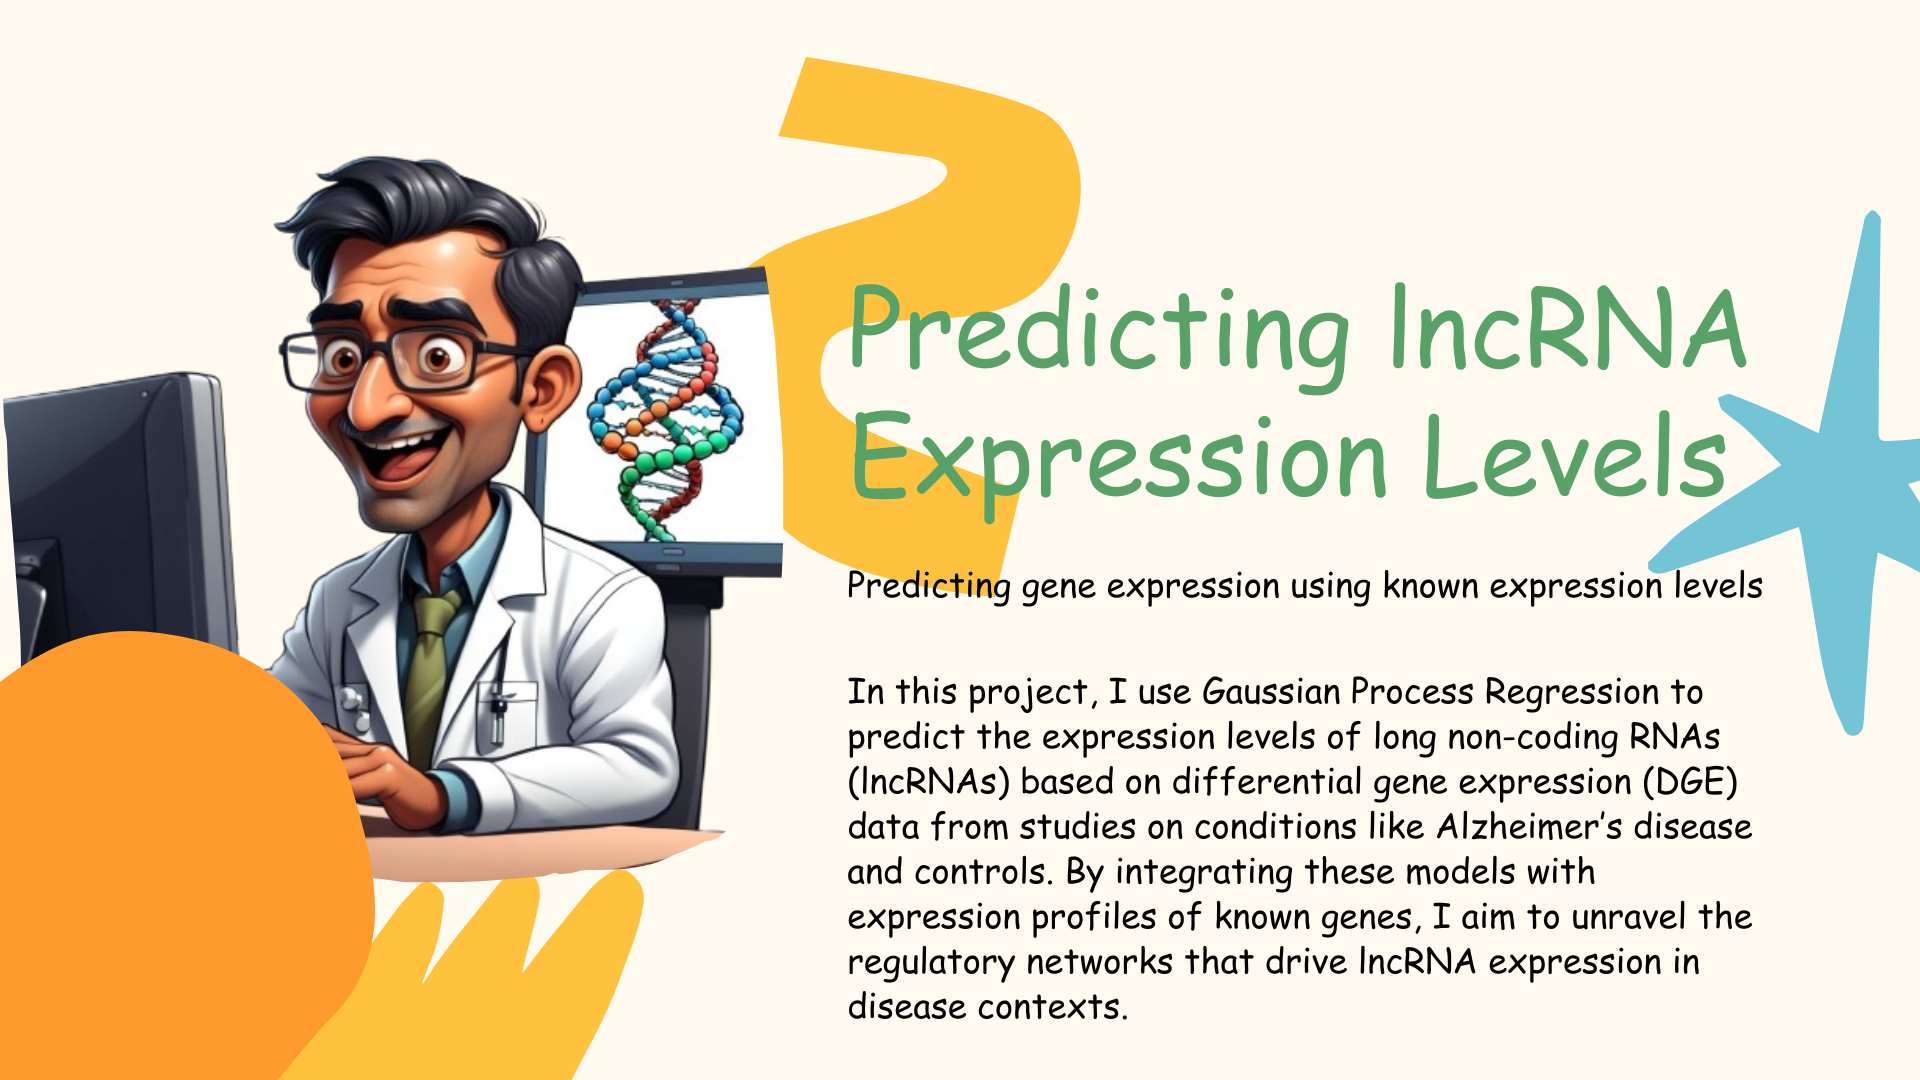 Predicting lncRNA
Expression Levels
Predicting gene expression using known expression levels
In this project, I use Gaussian Process Regression to
predict the expression levels of long non-coding RNAs
(lncRNAs) based on differential gene expression (DGE)
data from studies on conditions like Alzheimer’s disease
and controls. By integrating these models with
expression profiles of known genes, I aim to unravel the
regulatory networks that drive lncRNA expression in
disease contexts.